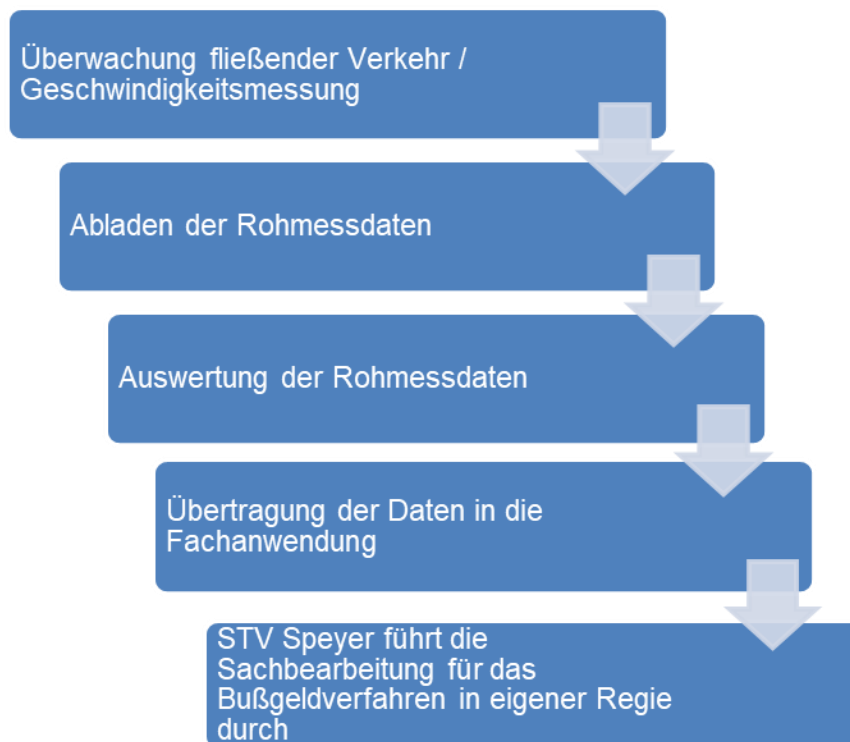 Überwachung fließender Verkehr /
Geschwindigkeitsmessung
Abladen der Rohmessdaten
Auswertung der Rohmessdaten
Übertragung der Daten in die
Fachanwendung
STV Speyer führt die
Sachbearbeitung für das
Bußgeldverfahren in eigener Regie
durch